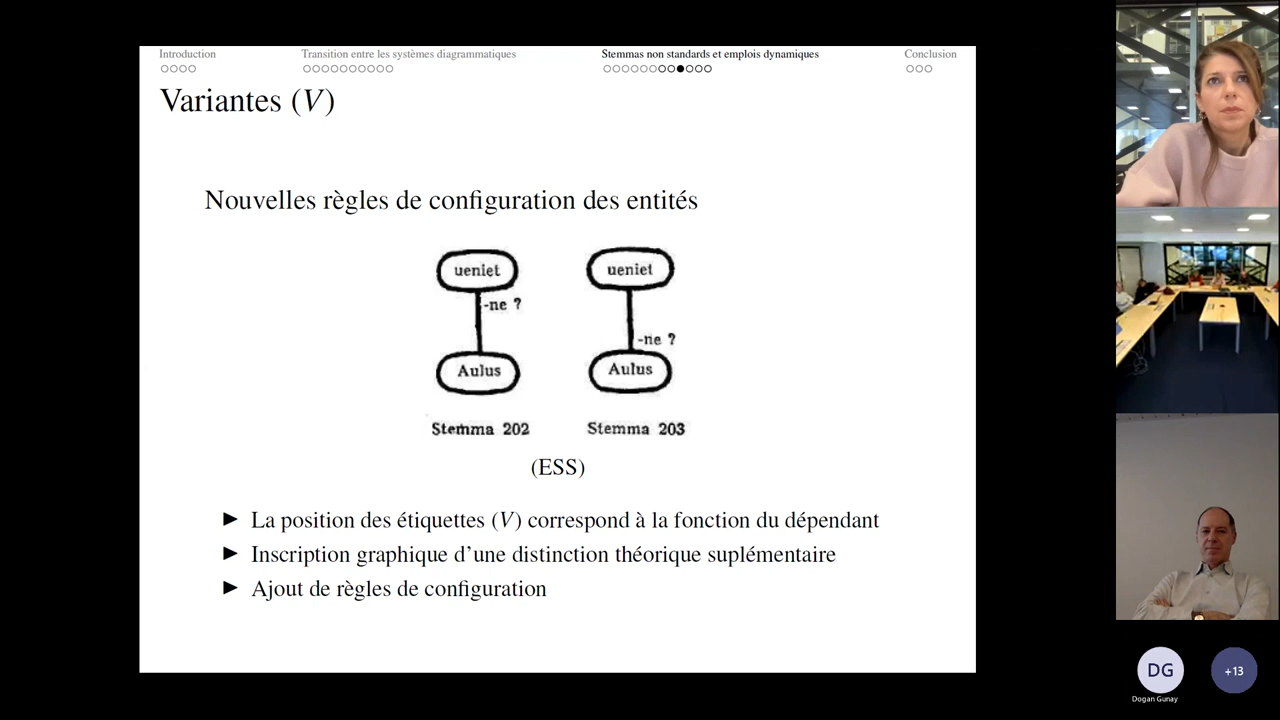 Introduction
Transition entre les systèmes diagrammatiques
Stemmas non standards et emplois dynamiques
Conclusion
Variantes (V)
Nouvelles règles de configuration des entités
ueniet
ueniet
-ne ?
-ne ?
Aulus
Aulus
Stemma 202
Stemma 203
(ESS)
► La position des étiquettes (V) correspond à la fonction du dépendant
► Inscription graphique d'une distinction théorique suplémentaire
► Ajout de règles de configuration
DG
+13
Dogan Gunay